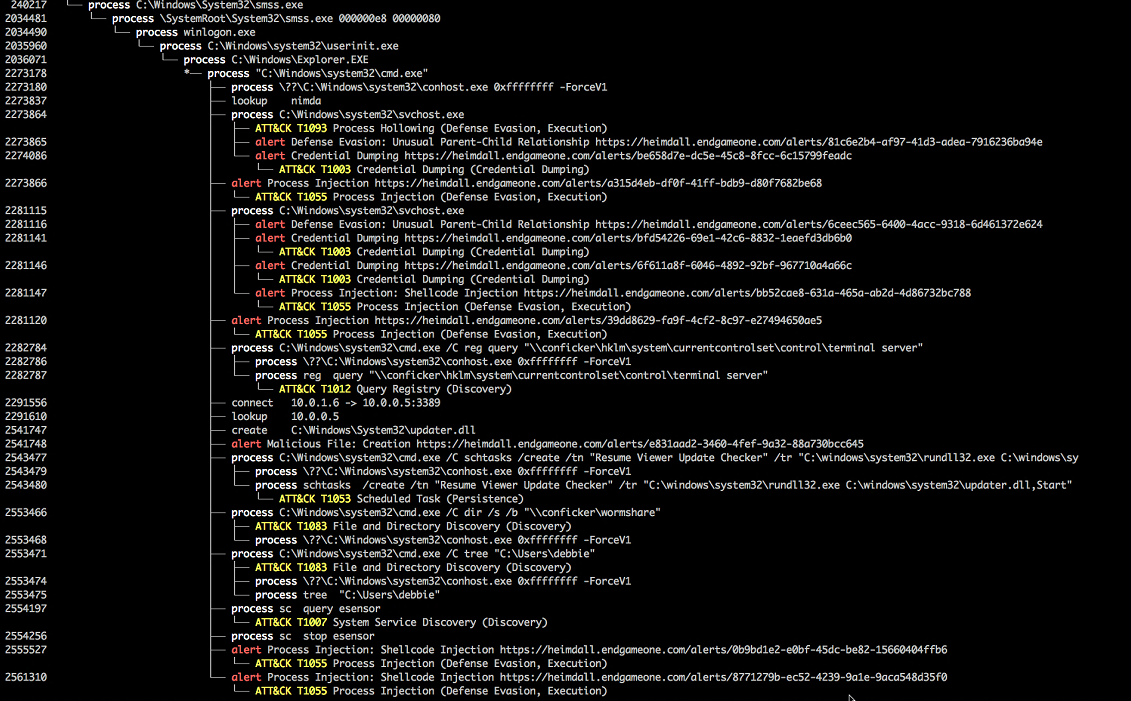 240217 process C:\Windows\System32\smss.exe
2034481 process \SystemRoot\System32\smss.exe 000000e8 00000080
2034490 process winlogon.exe
2035960 process C:\Windows\system32\userinit.exe
2036071 process C:\Windows\Explorer.EXE
2273178 *— process "C:\Windows\system32\cmd.exe"
2273180 process \??\C:\Windows\system32\conhost.exe 0xffffffff -ForceV1
2273837 lookup nimda
2273864 process C:\Windows\system32\svchost.exe
ATT&CK T1093 Process Hollowing (Defense Evasion, Execution)
2273865 alert Defense Evasion: Unusual Parent-Child Relationship https://heimdall.endgameone.com/alerts/81c6e2b4-af97-41d3-adea-7916236ba94e
2274086 alert Credential Dumping https://heimdall.endgameone.com/alerts/be658d7e-dc5e-45c8-8fcc-6c15799feadc
ATT&CK T1003 Credential Dumping (Credential Dumping)
2273866 alert Process Injection https://heimdall.endgameone.com/alerts/a315d4eb-df0f-41ff-bdb9-d80f7682be68
ATT&CK T1055 Process Injection (Defense Evasion, Execution)
2281115 process C:\Windows\system32\svchost.exe
2281116 alert Defense Evasion: Unusual Parent-Child Relationship https://heimdall.endgameone.com/alerts/6ceec565-6400-4acc-9318-6d461372e624
2281141 alert Credential Dumping https://heimdall.endgameone.com/alerts/bfd54226-69e1-42c6-8832-1eaefd3db6b0
ATT&CK T1003 Credential Dumping (Credential Dumping)
2281146 alert Credential Dumping https://heimdall.endgameone.com/alerts/6f611a8f-6046-4892-92bf-967710a4a66c
ATT&CK T1003 Credential Dumping (Credential Dumping)
2281147 alert Process Injection: Shellcode Injection https://heimdall.endgameone.com/alerts/bb52cae8-631a-465a-ab2d-4d86732bc788
ATT&CK T1055 Process Injection (Defense Evasion, Execution)
2281120 alert Process Injection https://heimdall.endgameone.com/alerts/39dd8629-fa9f-4cf2-8c97-e27494650ae5
ATT&CK T1055 Process Injection (Defense Evasion, Execution)
2282784 process C:\Windows\system32\cmd.exe /C reg query "\\conficker\hklm\system\currentcontrolset\control\terminal server"
2282786 process \??\C:\Windows\system32\conhost.exe 0xffffffff -ForceV1
2282787 process reg query "\\conficker\hklm\system\currentcontrolset\control\terminal server"
ATT&CK T1012 Query Registry (Discovery)
2291556 connect 10.0.1.6 -> 10.0.0.5:3389
2291610 lookup 10.0.0.5
2541747 create C:\Windows\System32\updater.dll
2541748 alert Malicious File: Creation https://heimdall.endgameone.com/alerts/e831aad2-3460-4fef-9a32-88a730bcc645
2543477 process C:\Windows\system32\cmd.exe /C schtasks /create /tn "Resume Viewer Update Checker" /tr "C:\windows\system32\rundll32.exe C:\windows\sy
2543479 process \??\C:\Windows\system32\conhost.exe 0xffffffff -ForceV1
2543480 process schtasks /create /tn "Resume Viewer Update Checker" /tr "C:\windows\system32\rundll32.exe C:\windows\system32\updater.dll,Start"
ATT&CK T1053 Scheduled Task (Persistence)
2553466 process C:\Windows\system32\cmd.exe /C dir /s /b "\\conficker\wormshare"
ATT&CK T1083 File and Directory Discovery (Discovery)
2553468 process \??\C:\Windows\system32\conhost.exe 0xffffffff -ForceV1
2553471 process C:\Windows\system32\cmd.exe /C tree "C:\Users\debbie"
ATT&CK T1083 File and Directory Discovery (Discovery)
2553474 process \??\C:\Windows\system32\conhost.exe 0xffffffff -ForceV1
2553475 process tree "C:\Users\debbie"
2554197 process sc query esensor
ATT&CK T1007 System Service Discovery (Discovery)
2554256 process sc stop esensor
2555527 alert Process Injection: Shellcode Injection https://heimdall.endgameone.com/alerts/0b9bd1e2-e0bf-45dc-be82-15660404ffb6
ATT&CK T1055 Process Injection (Defense Evasion, Execution)
2561310 alert Process Injection: Shellcode Injection https://heimdall.endgameone.com/alerts/8771279b-ec52-4239-9a1e-9aca548d35f0
ATT&CK T1055 Process Injection (Defense Evasion, Execution)